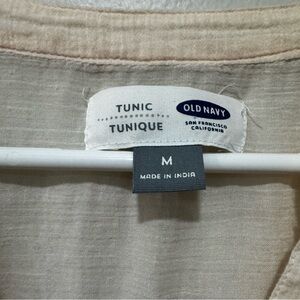 TUNIC
TUNIQUE
OLD NAVY
SAN FRANCISCO
CALIFORNIA
M
MADE IN INDIA